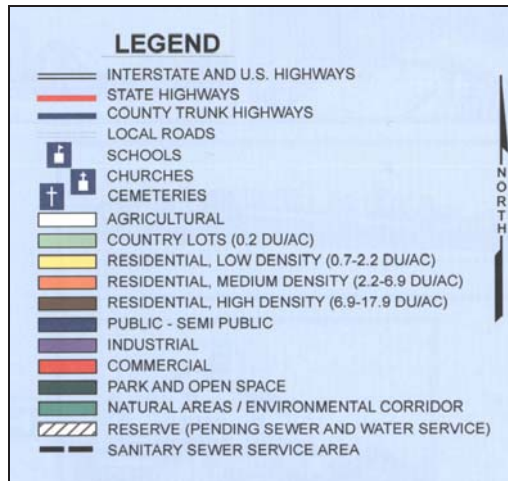 LEGEND
INTERSTATE AND U.S. HIGHWAYS
STATE HIGHWAYS
COUNTY TRUNK HIGHWAYS
LOCAL ROADS
SCHOOLS
CHURCHES
CEMETERIES
AGRICULTURAL
COUNTRY LOTS (0.2 DU/AC)
RESIDENTIAL, LOW DENSITY (0.7-2.2 DU/AC)
RESIDENTIAL, MEDIUM DENSITY (2.2-6.9 DU/AC)
RESIDENTIAL, HIGH DENSITY (6.9-17.9 DU/AC)
PUBLIC - SEMI PUBLIC
INDUSTRIAL
COMMERCIAL
PARK AND OPEN SPACE
NATURAL AREAS / ENVIRONMENTAL CORRIDOR
RESERVE (PENDING SEWER AND WATER SERVICE)
SANITARY SEWER SERVICE AREA
NORTH